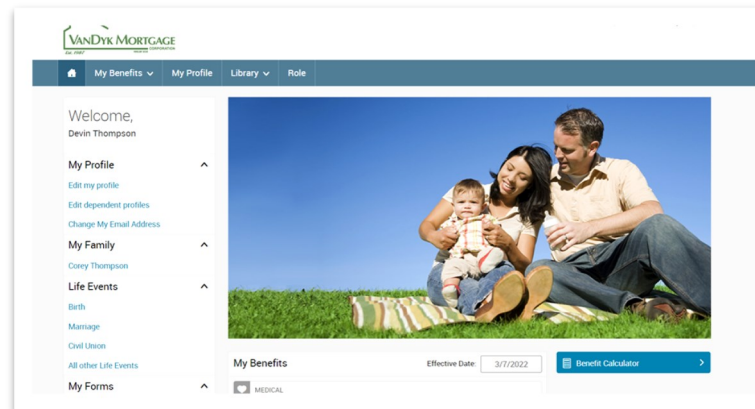 VANDYK MORTGAGE
CORPORATION
Est. 1987
My Benefits
My Profile
Library
Role
Welcome,
Devin Thompson
My Profile
Edit my profile
Edit dependent profiles
Change My Email Address
My Family
Corey Thompson
Life Events
Birth
Marriage
Civil Union
All other Life Events
My Forms
My Benefits
Effective Date:
3/7/2022
Benefit Calculator
MEDICAL